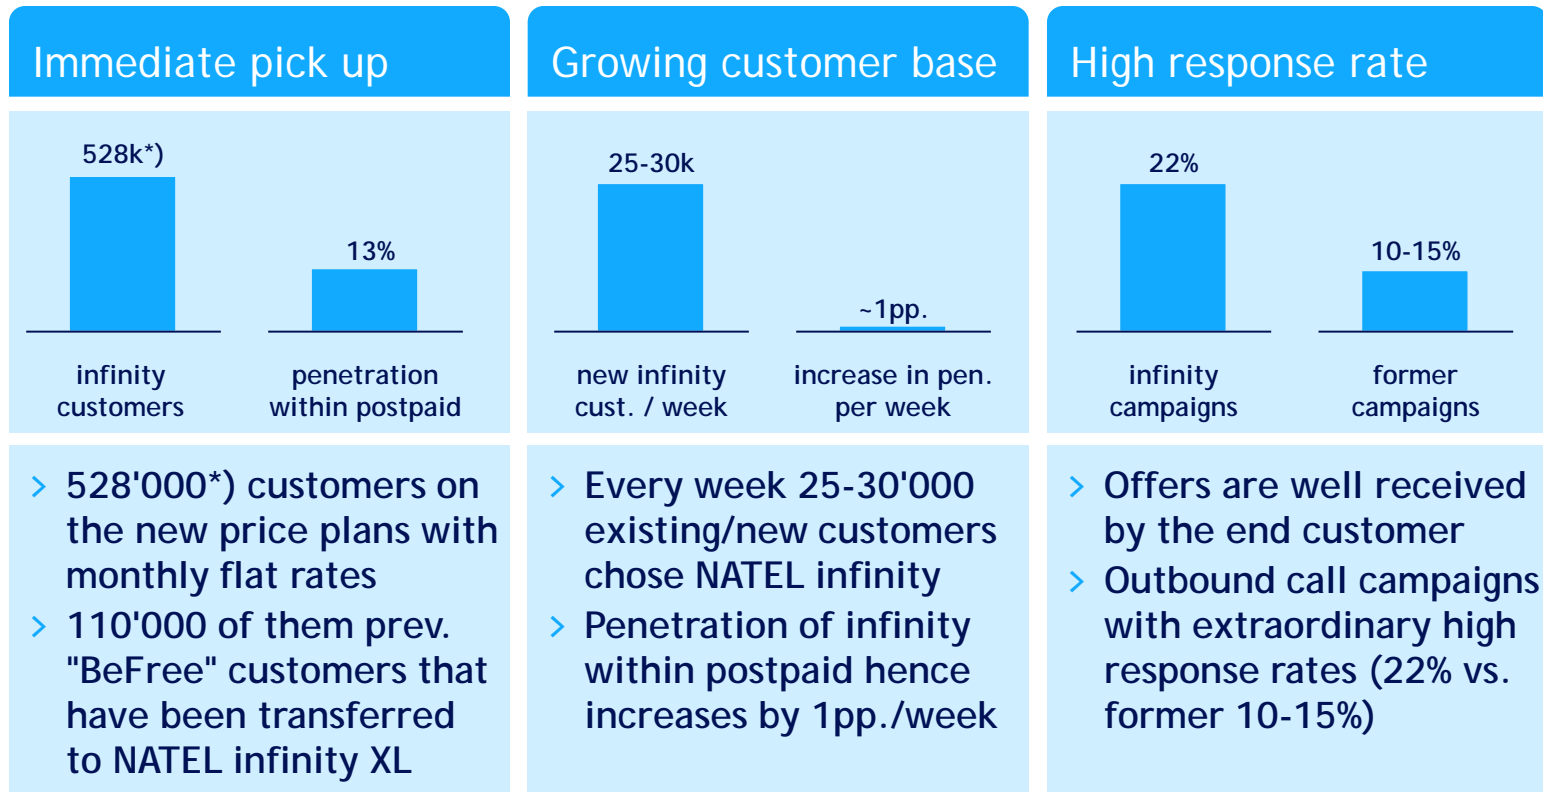 Immediate pick up
528k*)
13%
infinity
customers
penetration
within postpaid
> 528'000*) customers on
the new price plans with
monthly flat rates
> 110'000 of them prev.
"BeFree" customers that
have been transferred
to NATEL infinity XL
Growing customer base
25-30k
~1pp.
new infinity
cust. / week
increase in pen.
per week
> Every week 25-30'000
existing/new customers
chose NATEL infinity
> Penetration of infinity
within postpaid hence
increases by 1pp./week
High response rate
22%
10-15%
infinity
campaigns
former
campaigns
> Offers are well received
by the end customer
> Outbound call campaigns
with extraordinary high
response rates (22% vs.
former 10-15%)